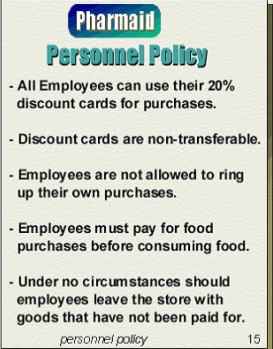 Pharmaid
Personnel Policy
- All Employees can use their 20%
discount cards for purchases.
- Discount cards are non-transferable.
- Employees are not allowed to ring
up their own purchases.
- Employees must pay for food
purchases before consuming food.
- Under no circumstances should
employees leave the store with
goods that have not been paid for.
personnel policy 15